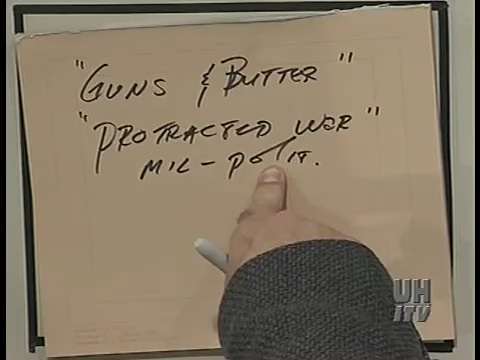 "GUNS & BUTTER"
"PROTRACTED WAR"
MIL-POLIT.
UH
ITV